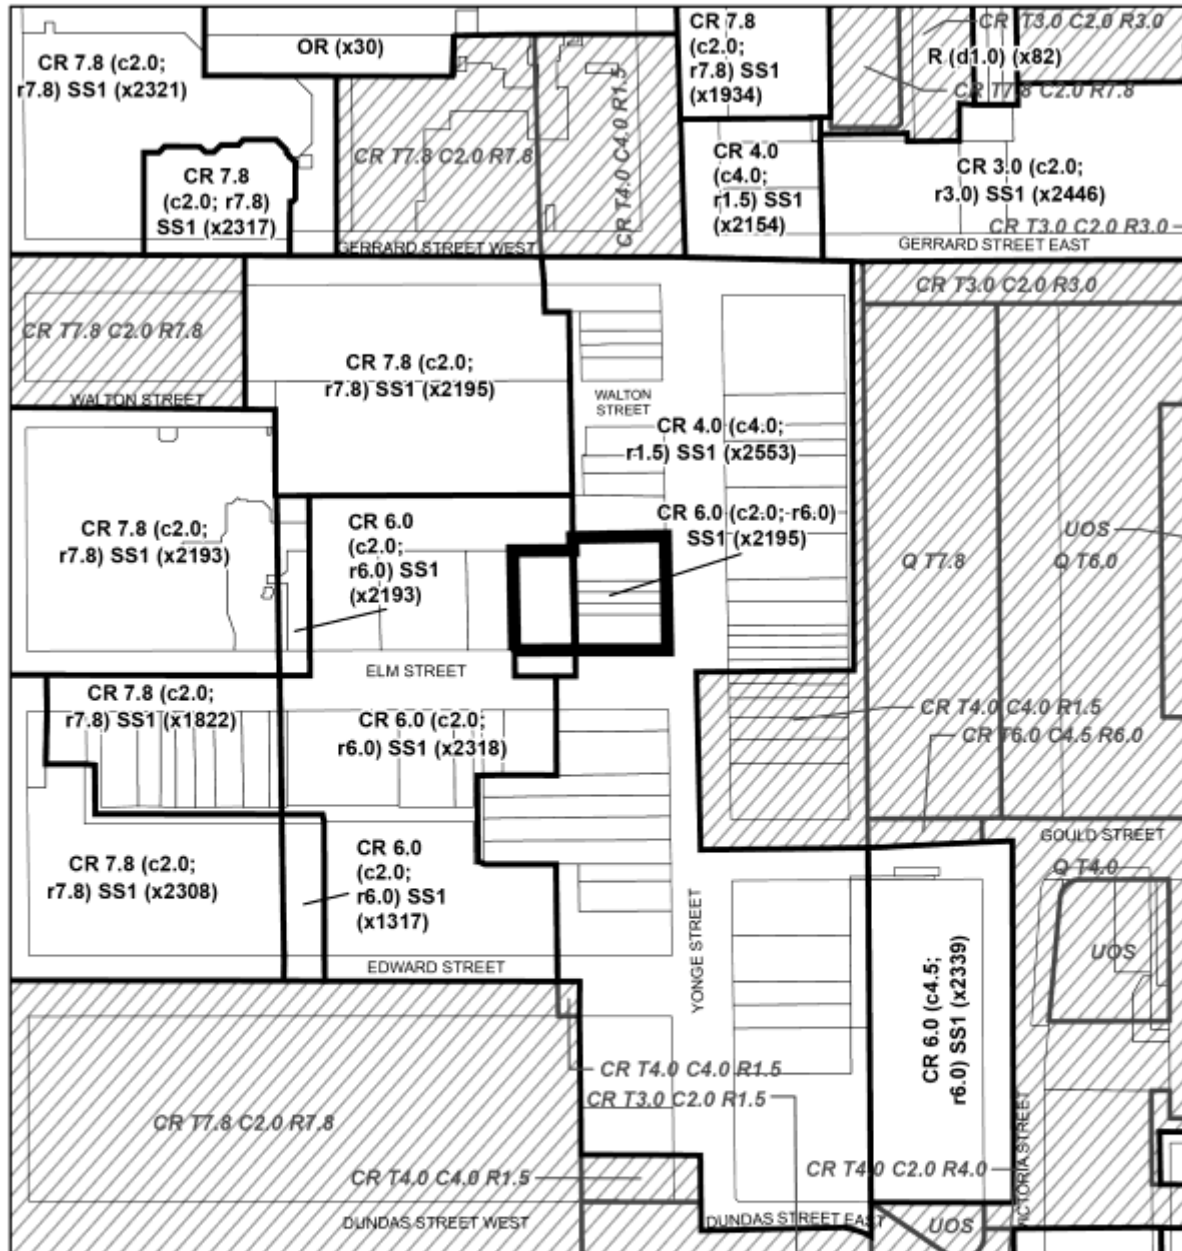 CR 7.8 (c2.0;
r7.8) SS1 (x2321)
OR (x30)
CR 7.8
(c2.0;
r7.8) SS1
(x1934)
CR T3.0 C2.0 R3.0
R (d1.0) (x82)
CR T7.8 C2.0 R7.8
CR T7.8 C2.0 R7.8
CR T4.0 C4.0 R1.5
CR 7.8
(c2.0; r7.8)
SS1 (x2317)
CR 4.0
(c4.0;
r1.5) SS1
(x2154)
CR 3.0 (c2.0;
r3.0) SS1 (x2446)
CR T3.0 C2.0 R3.0
GERRARD STREET WEST
GERRARD STREET EAST
CR T3.0 C2.0 R3.0
CR T7.8 C2.0 R7.8
WALTON STREET
CR 7.8 (c2.0;
r7.8) SS1 (x2195)
WALTON
STREET
CR 4.0 (c4.0;
r1.5) SS1 (x2553)
CR 7.8 (c2.0;
r7.8) SS1 (x2193)
CR 6.0
(c2.0;
r6.0) SS1
(x2193)
CR 6.0 (c2.0; r6.0)
SS1 (x2195)
Q T7.8
UOS
Q T6.0
ELM STREET
CR 7.8 (c2.0;
r7.8) SS1 (x1822)
CR 6.0 (c2.0;
r6.0) SS1 (x2318)
CR T4.0 C4.0 R1.5
CR T6.0 C4.5 R6.0
CR 7.8 (c2.0;
r7.8) SS1 (x2308)
CR 6.0
(c2.0;
r6.0) SS1
(x1317)
GOULD STREET
Q T4.0
UOS
YONGE STREET
CR 6.0 (c4.5;
r6.0) SS1 (x2339)
EDWARD STREET
CR T4.0 C4.0 R1.5
CR T3.0 C2.0 R1.5
CR T7.8 C2.0 R7.8
CR T4.0 C4.0 R1.5
CR T4.0 C2.0 R4.0
VICTORIA STREET
DUNDAS STREET WEST
DUNDAS STREET EAST
UOS